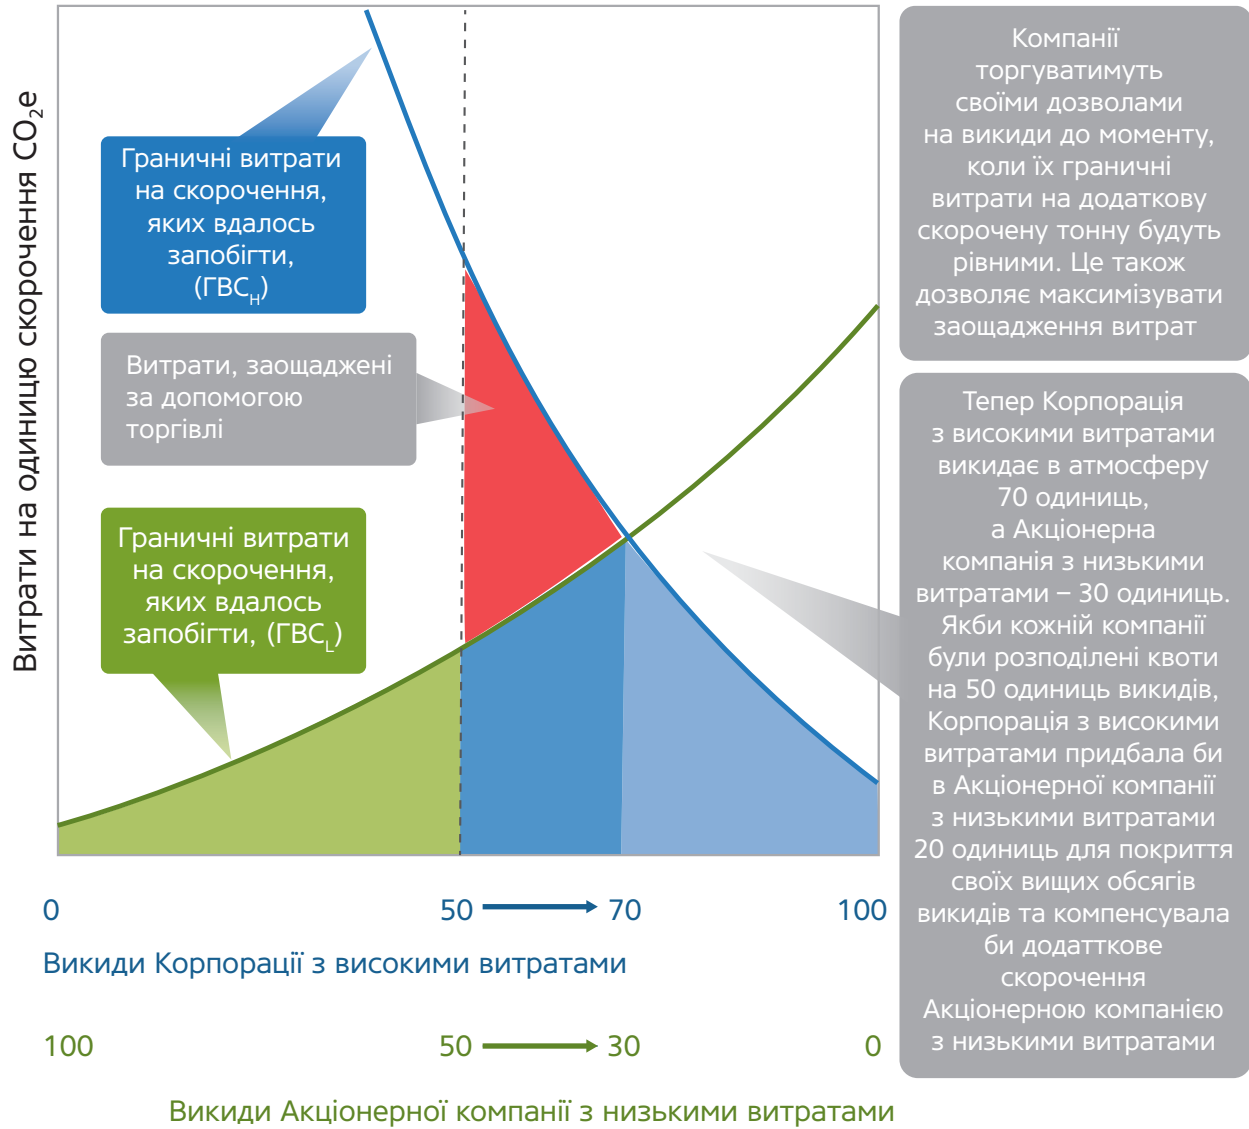 Витрати на одиницю скорочення CO₂e
Граничні витрати
на скорочення,
яких вдалось
запобігти,
(ГВС_H)
Витрати, заощаджені
за допомогою
торгівлі
Граничні витрати
на скорочення,
яких вдалось
запобігти, (ГВС_L)
Компанії
торгуватимуть
своїми дозволами
на викиди до моменту,
коли їх граничні
витрати на додаткову
скорочену тонну будуть
рівними. Це також
дозволяє максимізувати
заощадження витрат
Тепер Корпорація
з високими витратами
викидає в атмосферу
70 одиниць,
а Акціонерна
компанія з низькими
витратами – 30 одиниць.
Якби кожній компанії
були розподілені квоти
на 50 одиниць викидів,
Корпорація з високими
витратами придбала би
в Акціонерної компанії
з низькими витратами
20 одиниць для покриття
своїх вищих обсягів
викидів та компенсувала
би додатткове
скорочення
Акціонерною компанією
з низькими витратами
0 50 70 100
Викиди Корпорації з високими витратами
100 50 30 0
Викиди Акціонерної компанії з низькими витратами